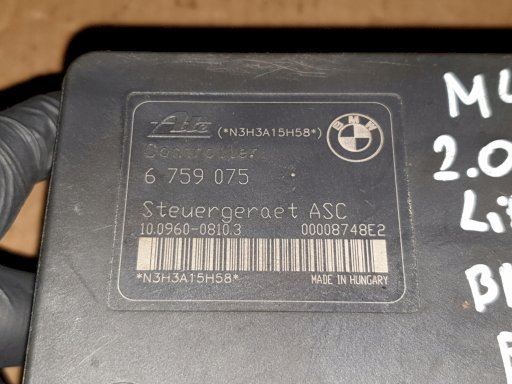 Ate (*N3H3A15H58*) BMW
Controller
6 759 075
Steuergeraet ASC
10.0960-0810.3 00008748E2
*N3H3A15H58* MADE IN HUNGARY
2.0